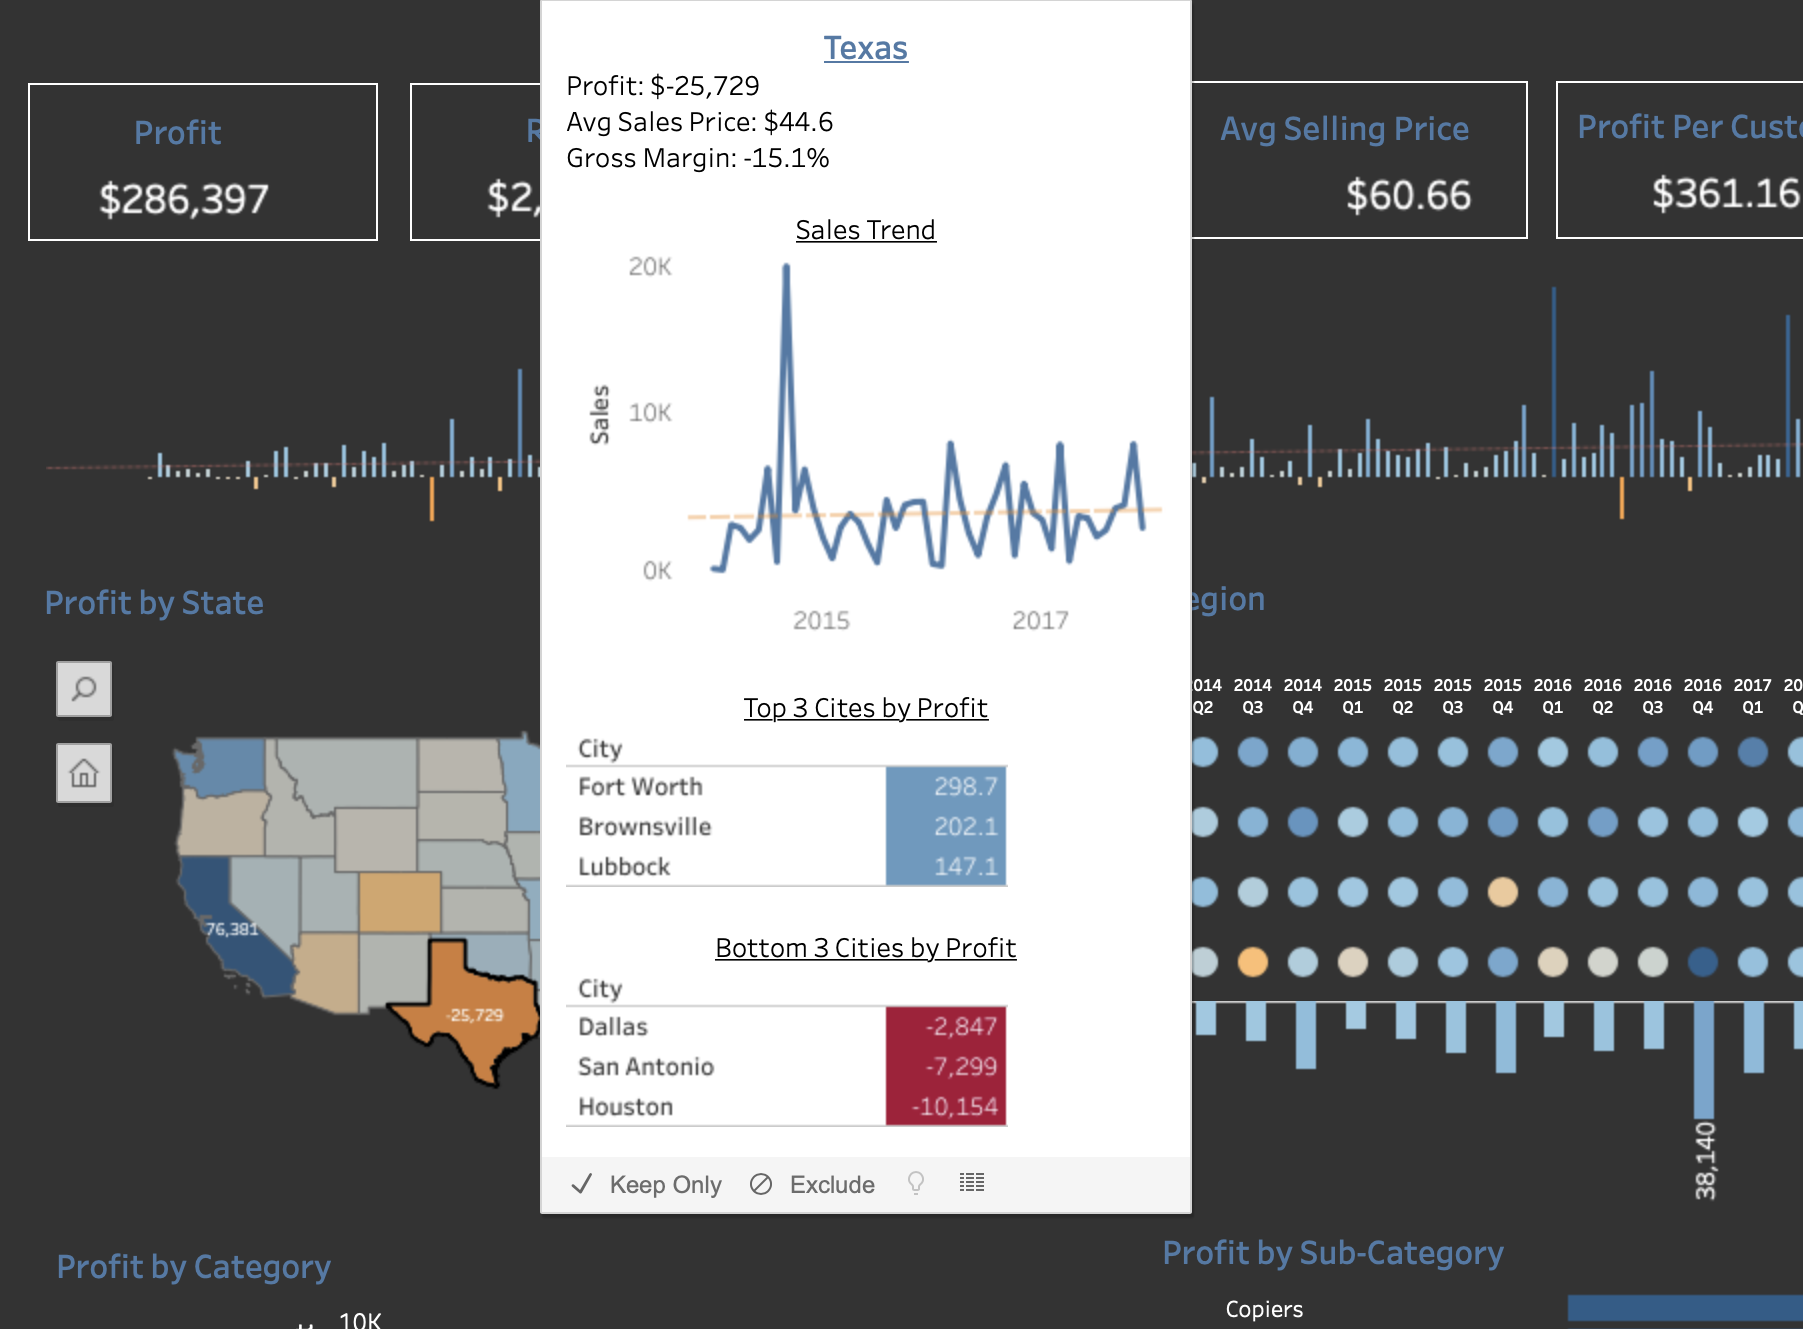 Profit
$286,397
$2,
Texas
Profit: $-25,729
Avg Sales Price: $44.6
Gross Margin: -15.1%
Avg Selling Price
$60.66
Profit Per Cust
$361.16
Sales Trend
20K
10K
0K
Sales
2015
2017
Top 3 Cites by Profit
City
Fort Worth 298.7
Brownsville 202.1
Lubbock 147.1
Bottom 3 Cities by Profit
City
Dallas -2,847
San Antonio -7,299
Houston -10,154
Keep Only
Exclude
Profit by State
76,381
-25,729
egion
2014 2014 2014 2015 2015 2015 2015 2016 2016 2016 2016 2017 20
Q2 Q3 Q4 Q1 Q2 Q3 Q4 Q1 Q2 Q3 Q4 Q1 Q
38,140
Profit by Category
10K
Profit by Sub-Category
Copiers